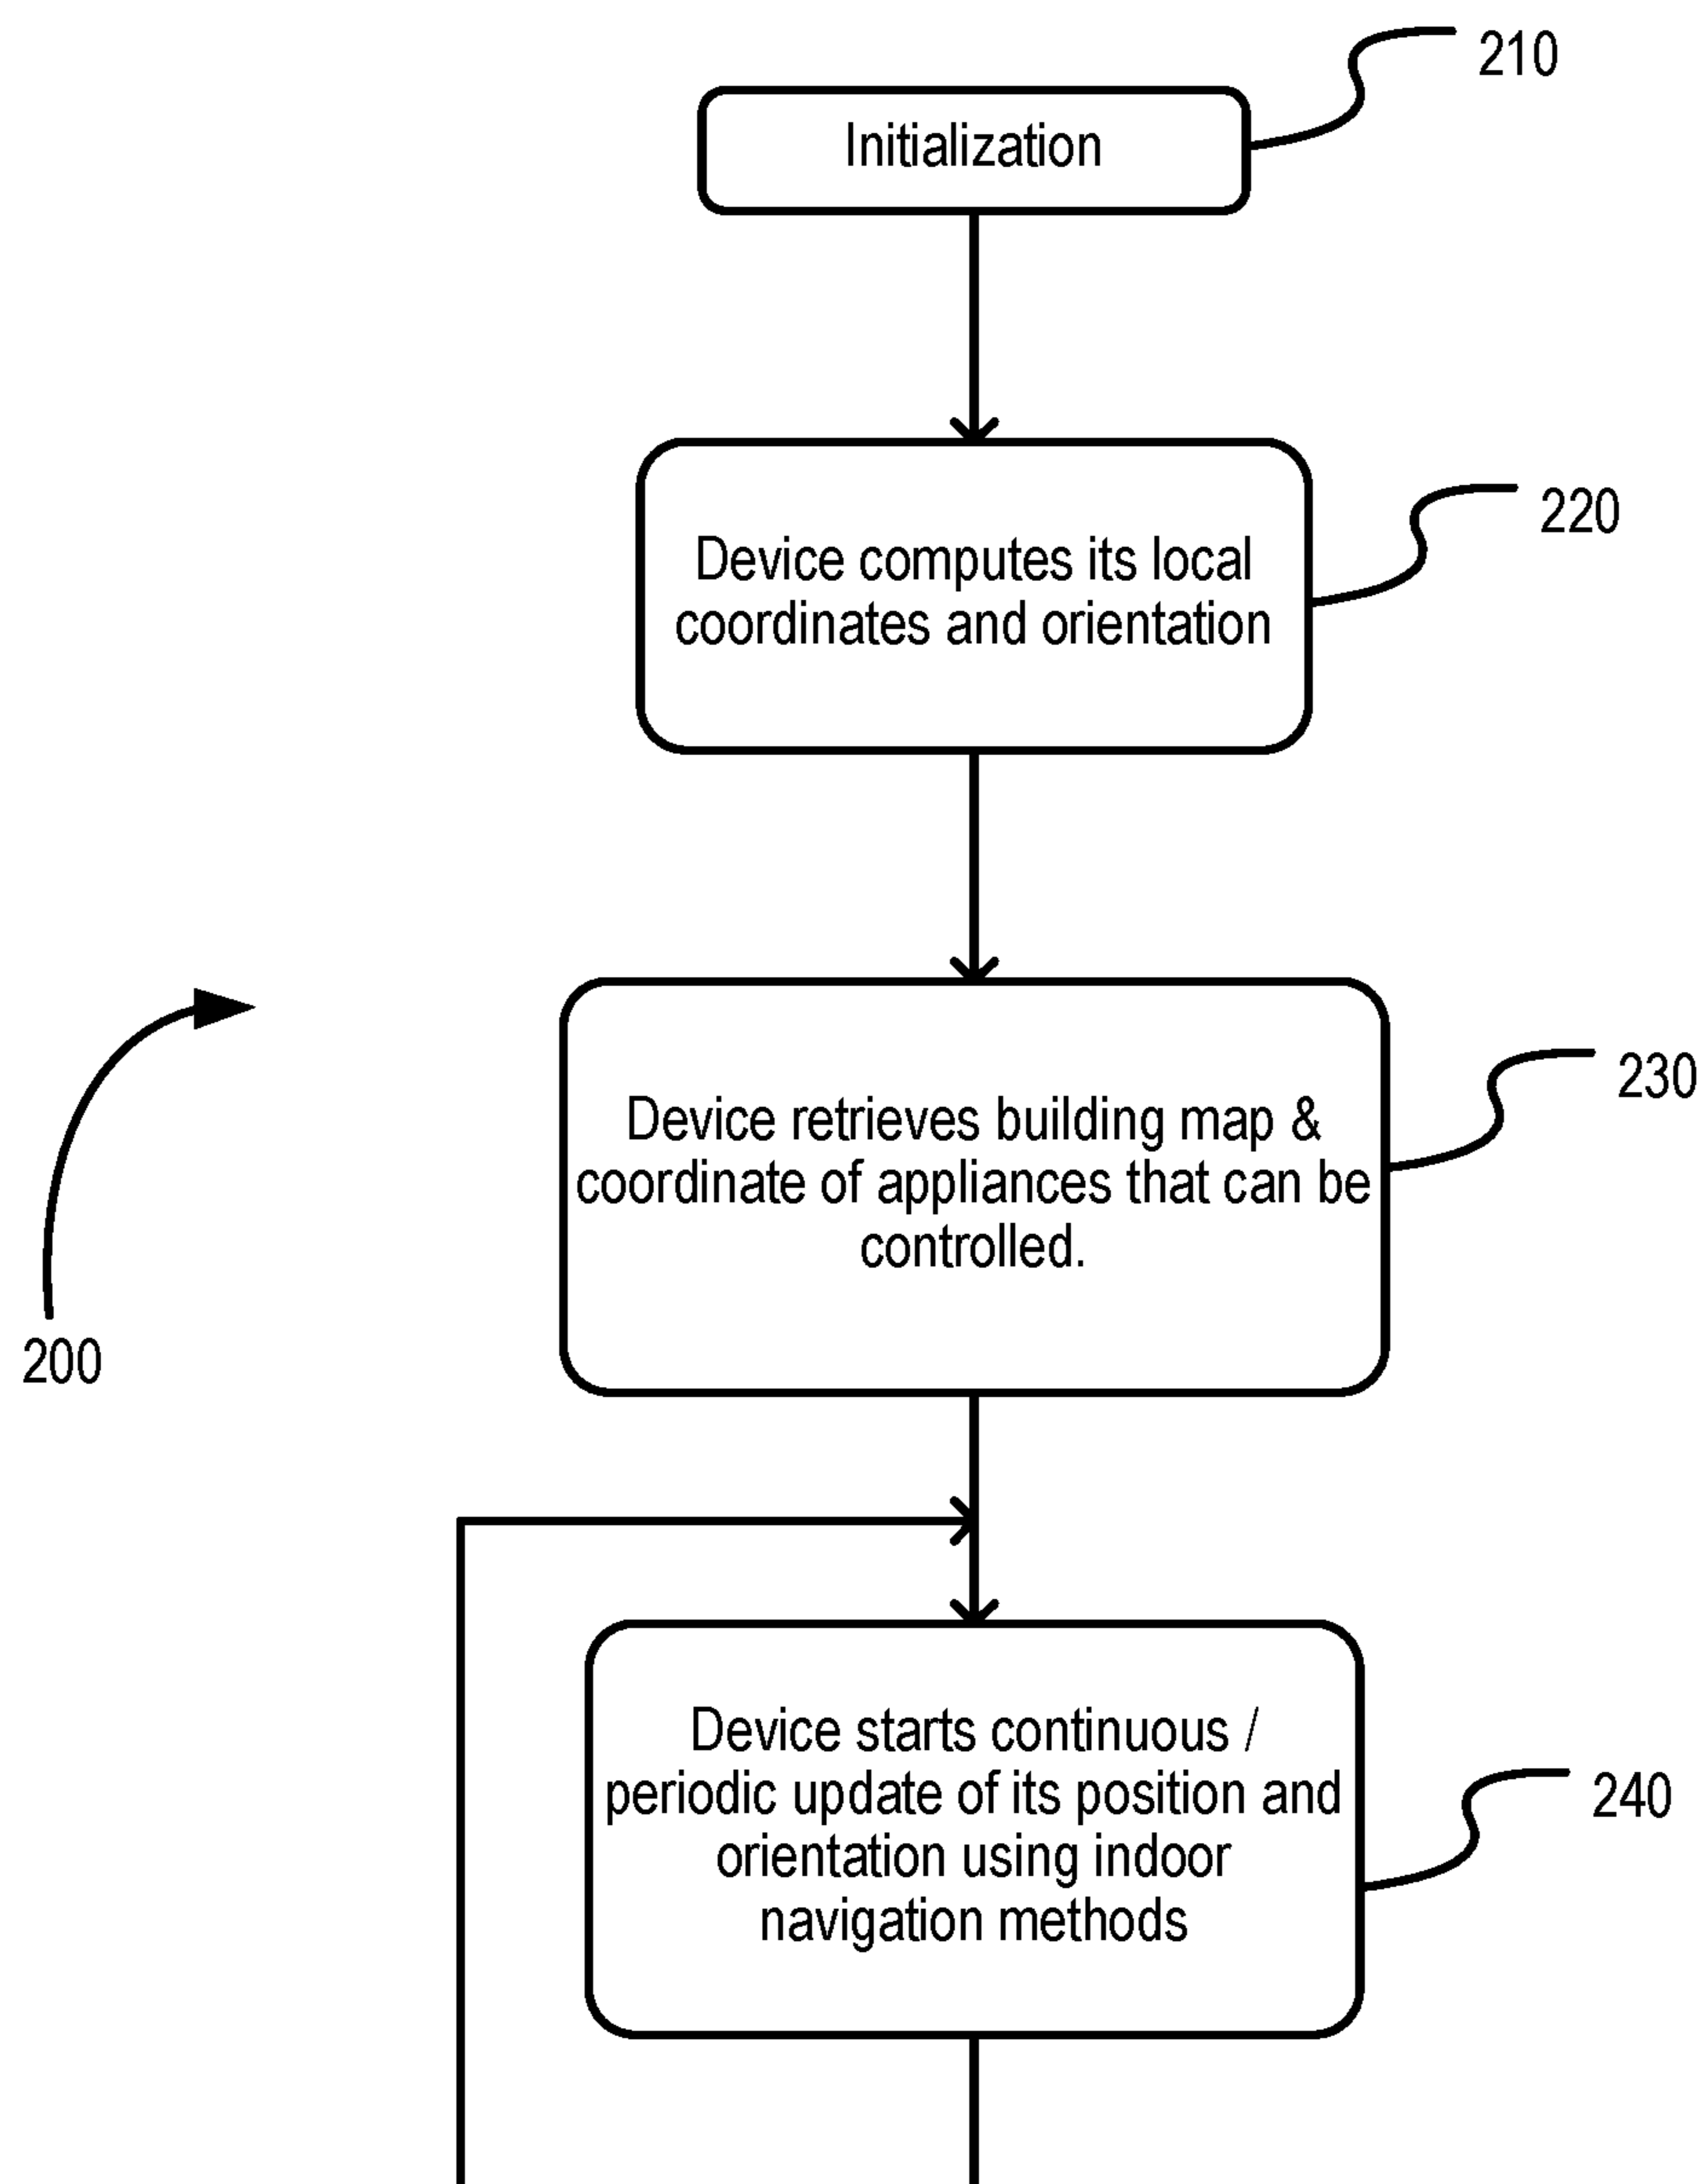 210
Initialization
220
Device computes its local
coordinates and orientation
230
Device retrieves building map &
coordinate of appliances that can be
controlled.
200
Device starts continuous /
periodic update of its position and
orientation using indoor
navigation methods
240